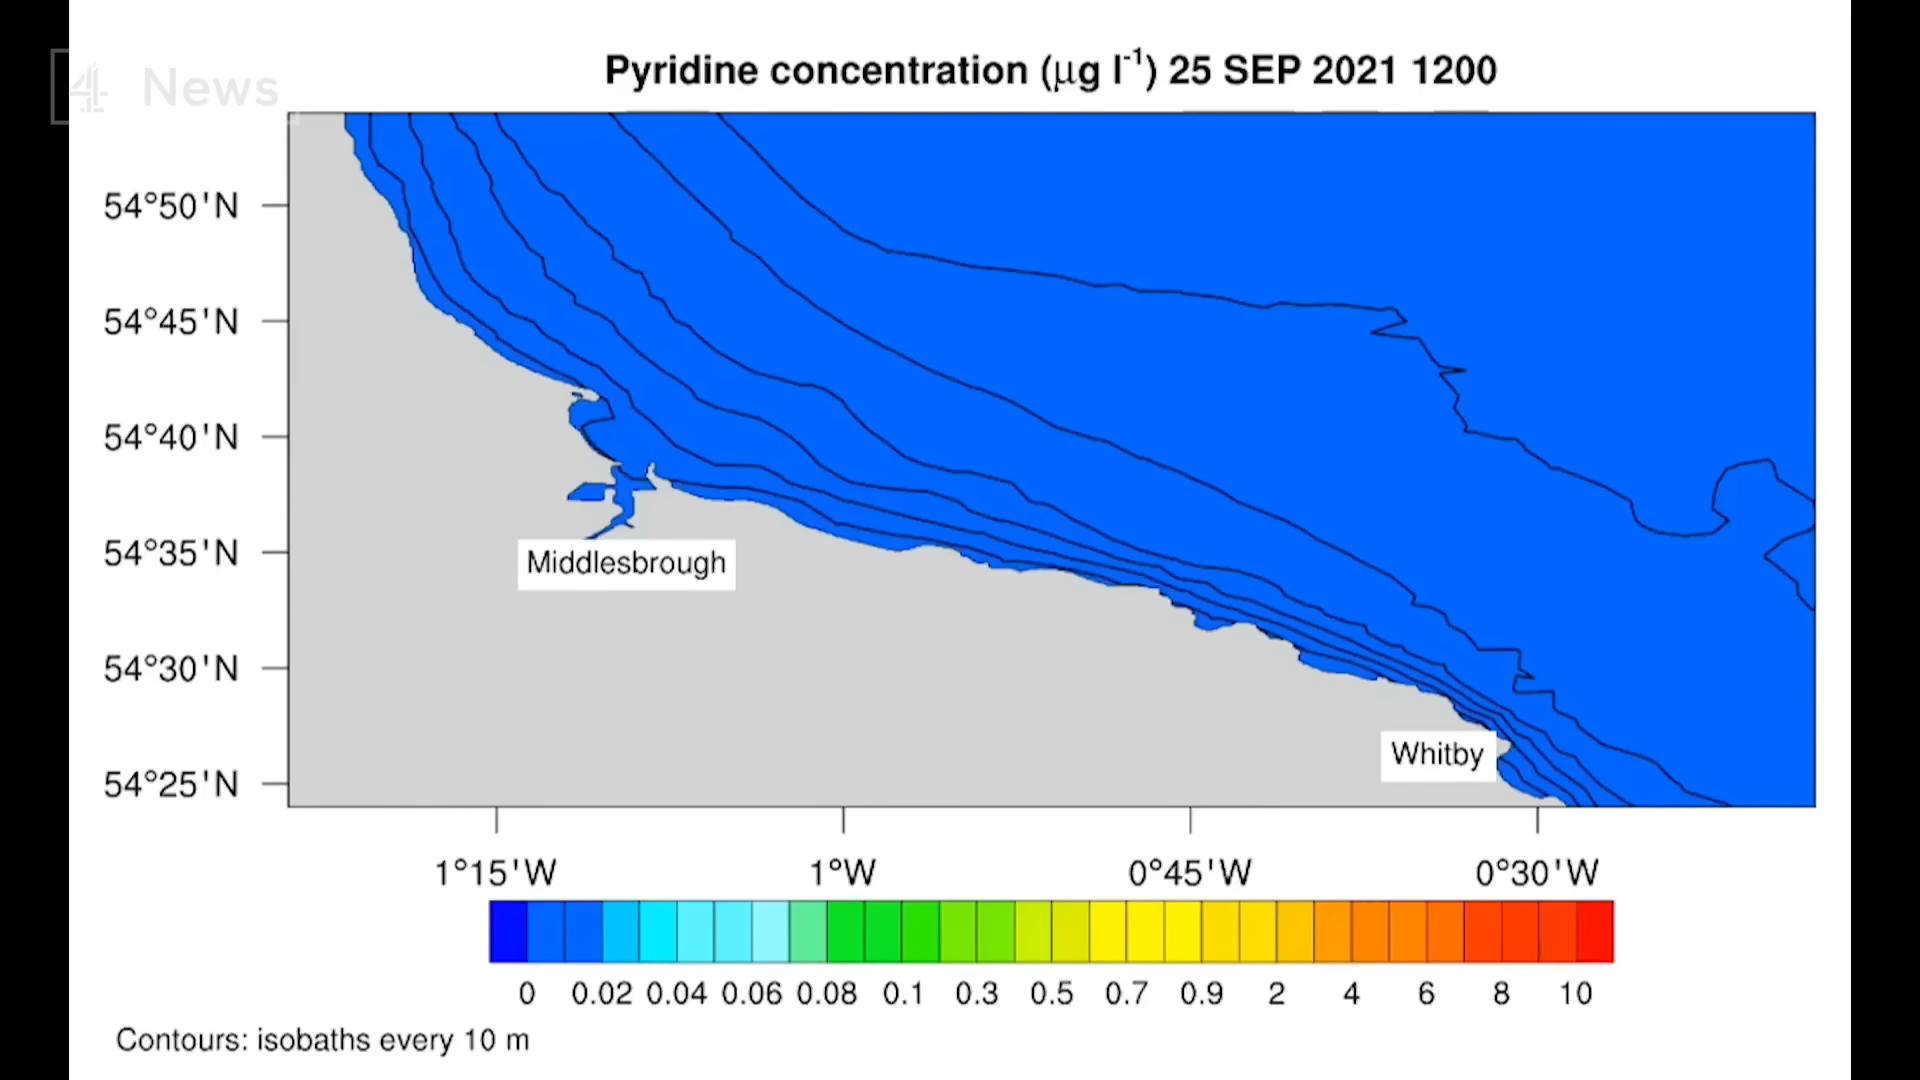 4 News
Pyridine concentration (μg l⁻¹) 25 SEP 2021 1200
54°50'N
54°45'N
54°40'N
54°35'N
54°30'N
54°25'N
Middlesbrough
Whitby
1°15'W 1°W 0°45'W 0°30'W
0 0.02 0.04 0.06 0.08 0.1 0.3 0.5 0.7 0.9 2 4 6 8 10
Contours: isobaths every 10 m